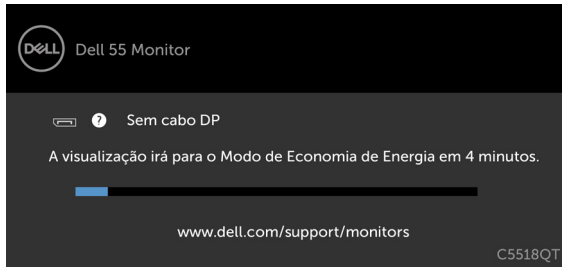 DELL Dell 55 Monitor
? Sem cabo DP
A visualização irá para o Modo de Economia de Energia em 4 minutos.
www.dell.com/support/monitors
C5518QT